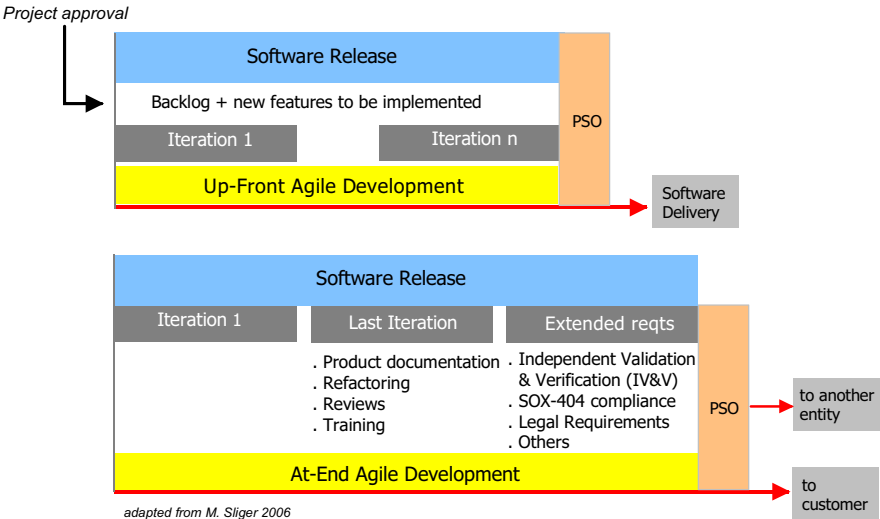 Project approval
Software Release
Backlog + new features to be implemented
PSO
Iteration 1
Iteration n
Up-Front Agile Development
Software
Delivery
Software Release
Iteration 1
Last Iteration
Extended reqts
. Product documentation
. Refactoring
. Reviews
. Training
. Independent Validation
& Verification (IV&V)
. SOX-404 compliance
. Legal Requirements
. Others
PSO
to another
entity
At-End Agile Development
to
customer
adapted from M. Sliger 2006